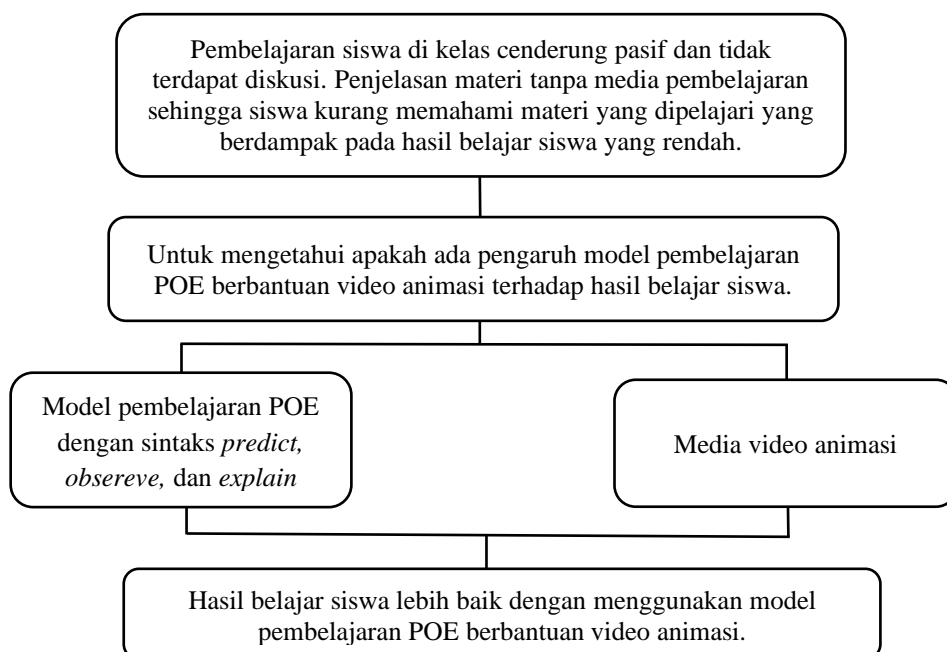 Pembelajaran siswa di kelas cenderung pasif dan tidak
terdapat diskusi. Penjelasan materi tanpa media pembelajaran
sehingga siswa kurang memahami materi yang dipelajari yang
berdampak pada hasil belajar siswa yang rendah.
Untuk mengetahui apakah ada pengaruh model pembelajaran
POE berbantuan video animasi terhadap hasil belajar siswa.
Model pembelajaran POE
dengan sintaks predict,
obsereve, dan explain
Media video animasi
Hasil belajar siswa lebih baik dengan menggunakan model
pembelajaran POE berbantuan video animasi.